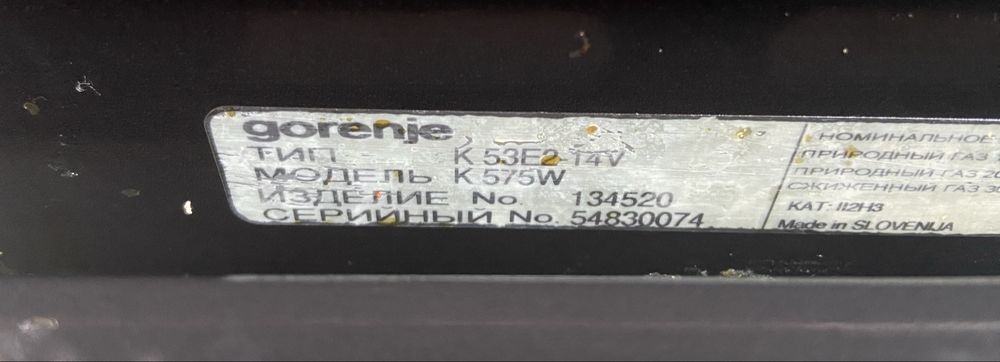 gorenje
ТИП K 53E2-14V
МОДЕЛЬ K 575W
ИЗДЕЛИЕ No. 134520
СЕРИЙНЫЙ No. 54830074
НОМИНАЛЬНОЕ
ПРИРОДНЫЙ ГАЗ
ПРИРОДНЫЙ ГАЗ
СЖИЖЕННЫЙ ГАЗ
КАТ: II2H3
Made in SLOVENIJA